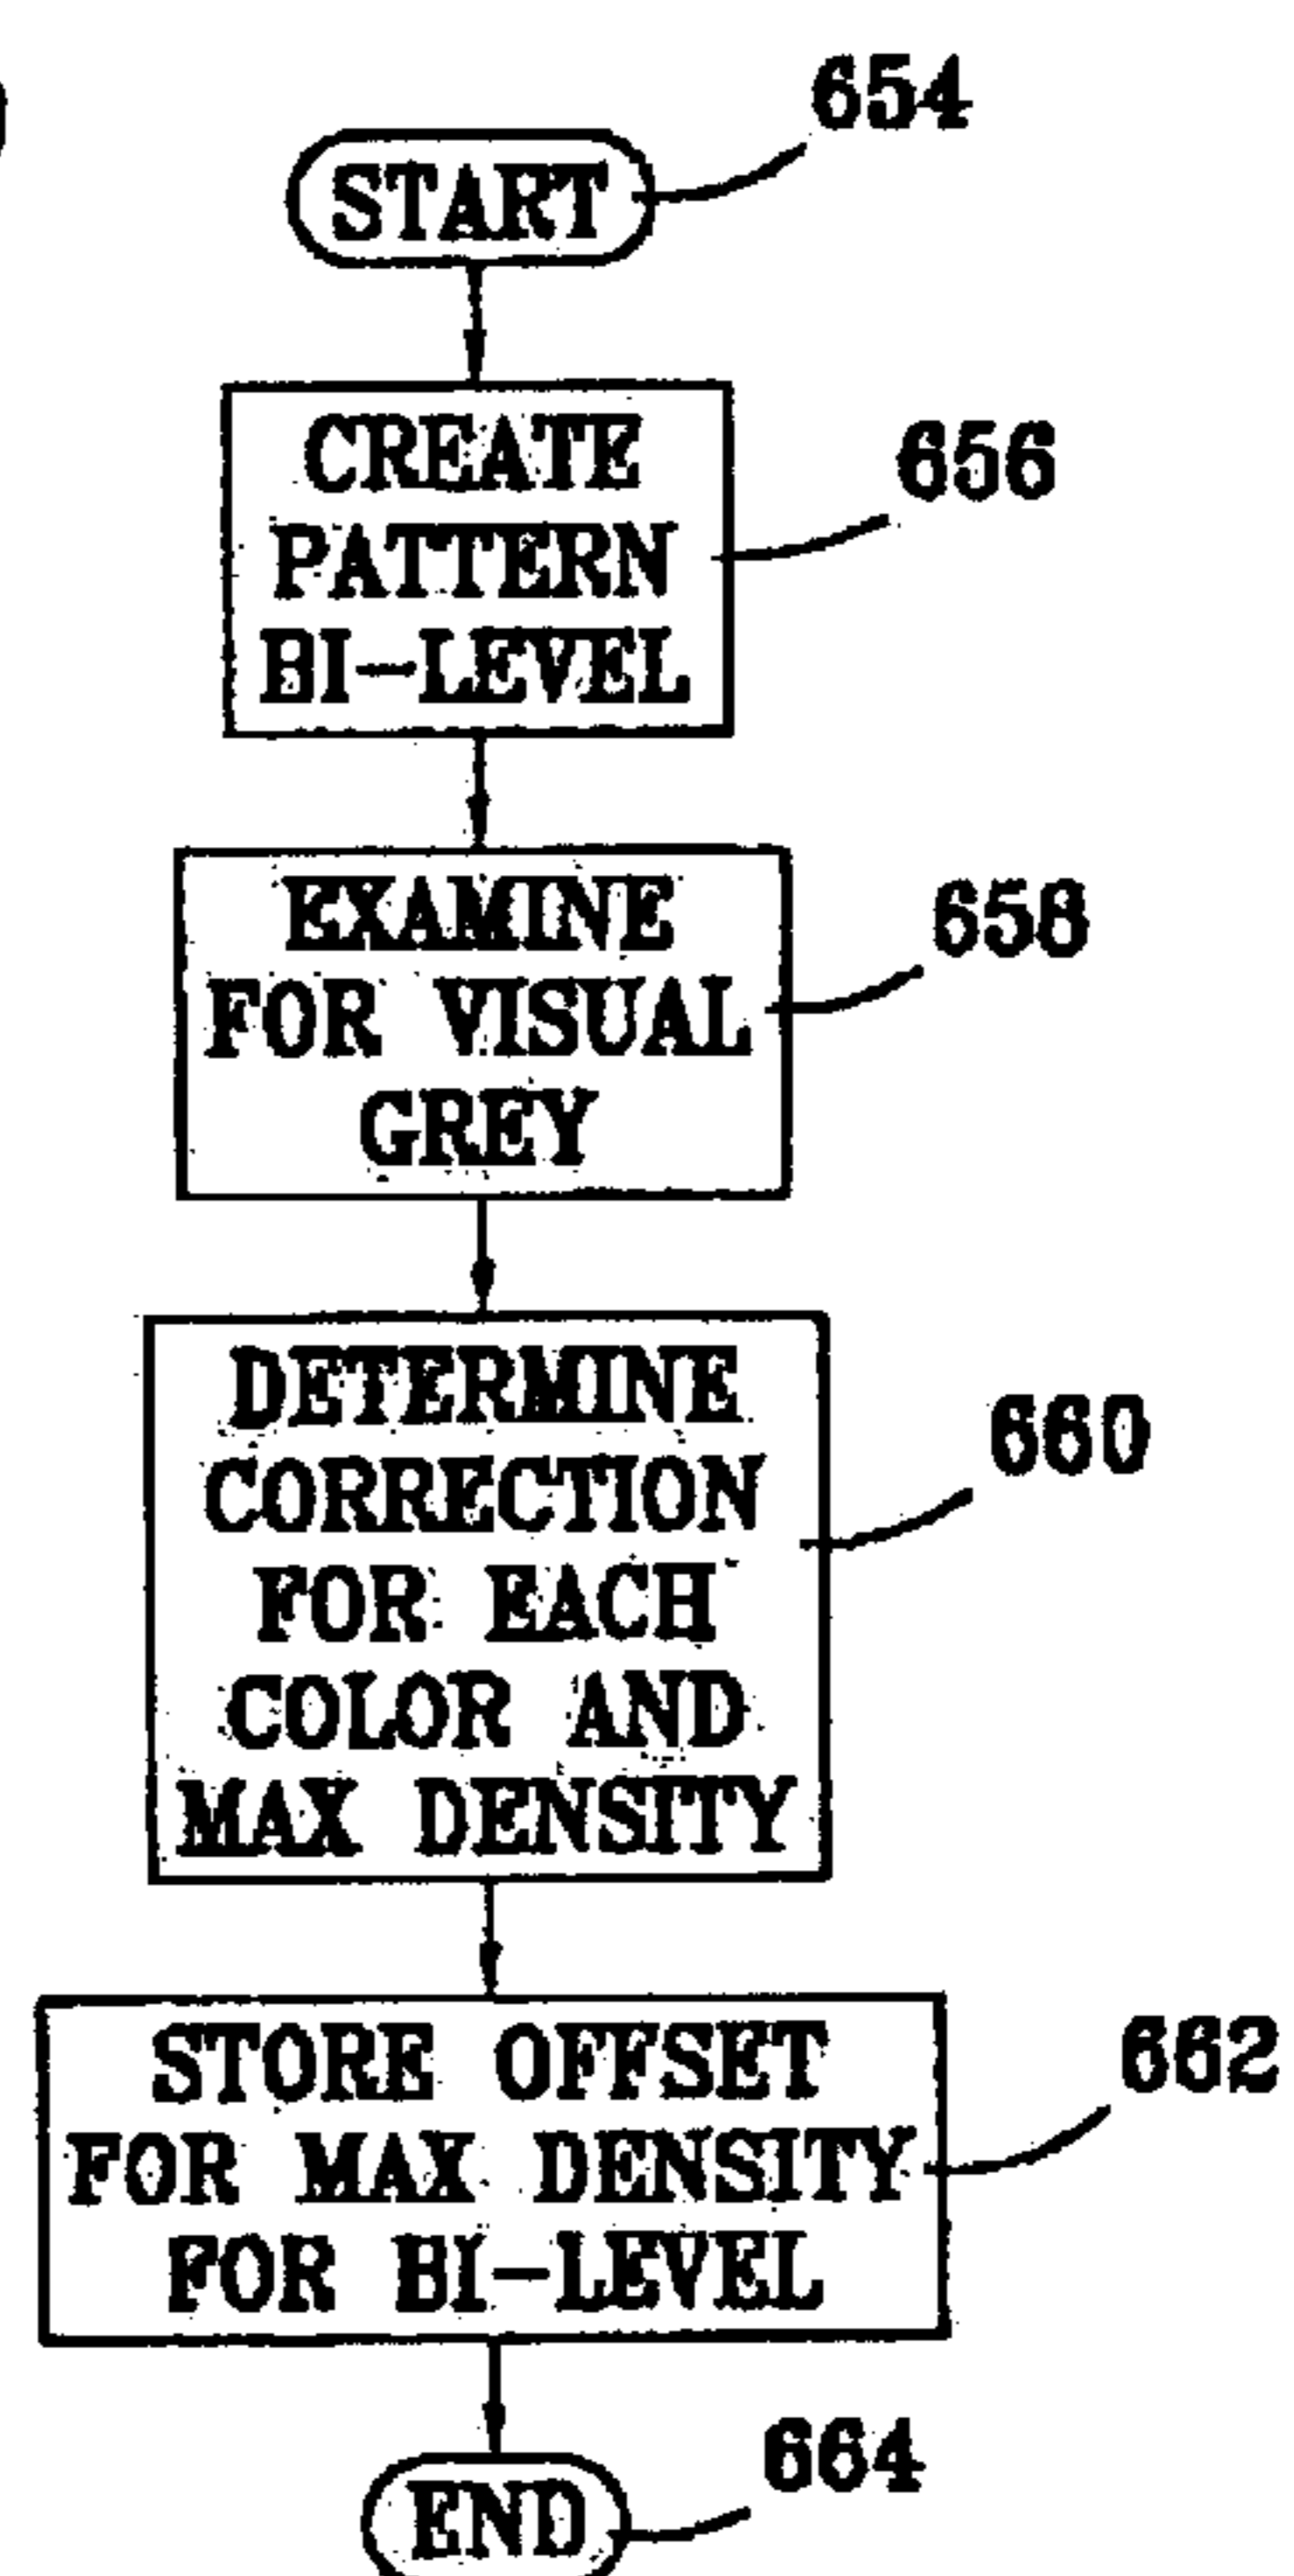 654
START
CREATE
PATTERN
BI-LEVEL
656
EXAMINE
FOR VISUAL
GREY
658
DETERMINE
CORRECTION
FOR EACH
COLOR AND
MAX DENSITY
660
STORE OFFSET
FOR MAX DENSITY
FOR BI-LEVEL
662
END
664